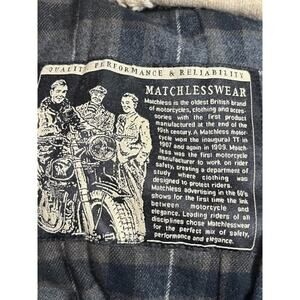 QUALITY PERFORMANCE & RELIABILITY
MATCHLESSWEAR
Matchless is the oldest British brand
of motorcycles, clothing and acces-
sories with the first product
manufactured at the end of the
19th century. A Matchless motor-
cycle won the inaugural TT in
1907 and again in 1909. Match-
less was the first motorcycle
manufacturer to work on rider
safety, creating a department of
study where clothing was
designed to protect riders.
Matchless advertising in the 60's
shows for the first time the link
between motorcycle and
elegance. Leading riders of all
disciplines chose Matchlesswear
for the perfect mix of safety,
performance and elegance.